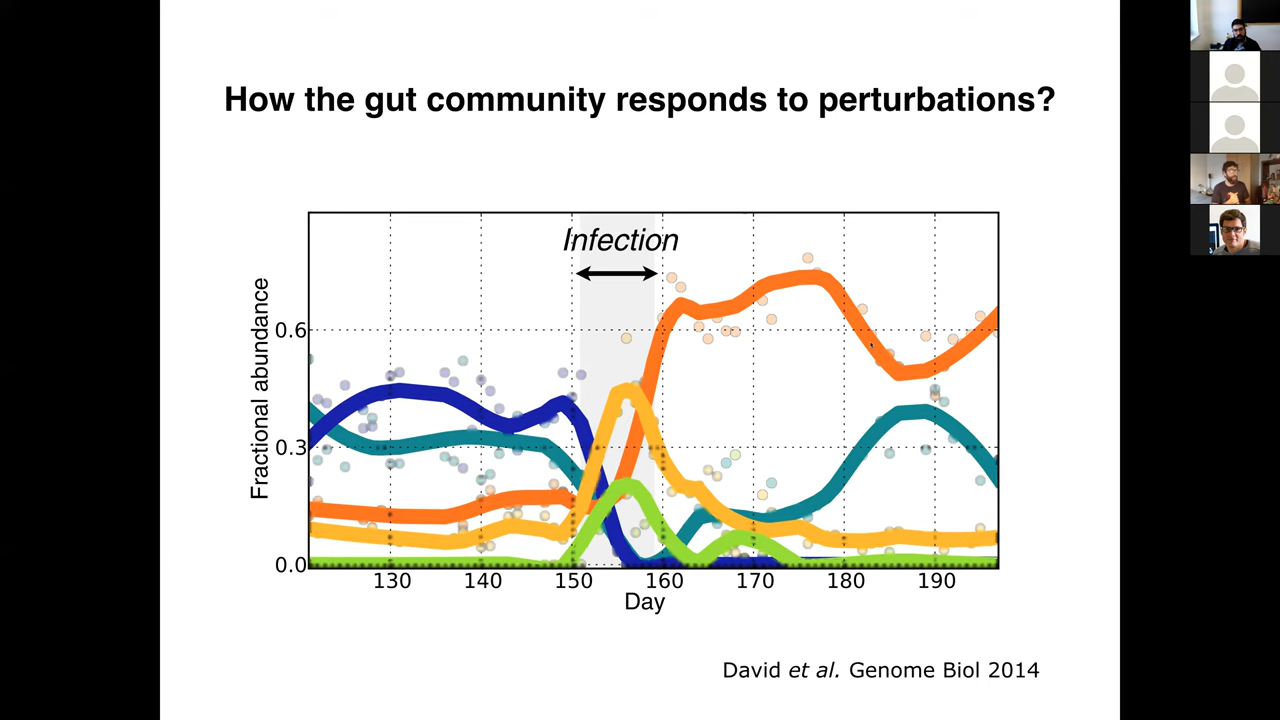 How the gut community responds to perturbations?
Infection
Fractional abundance
0.6
0.3
0.0
130 140 150 160 170 180 190
Day
David et al. Genome Biol 2014